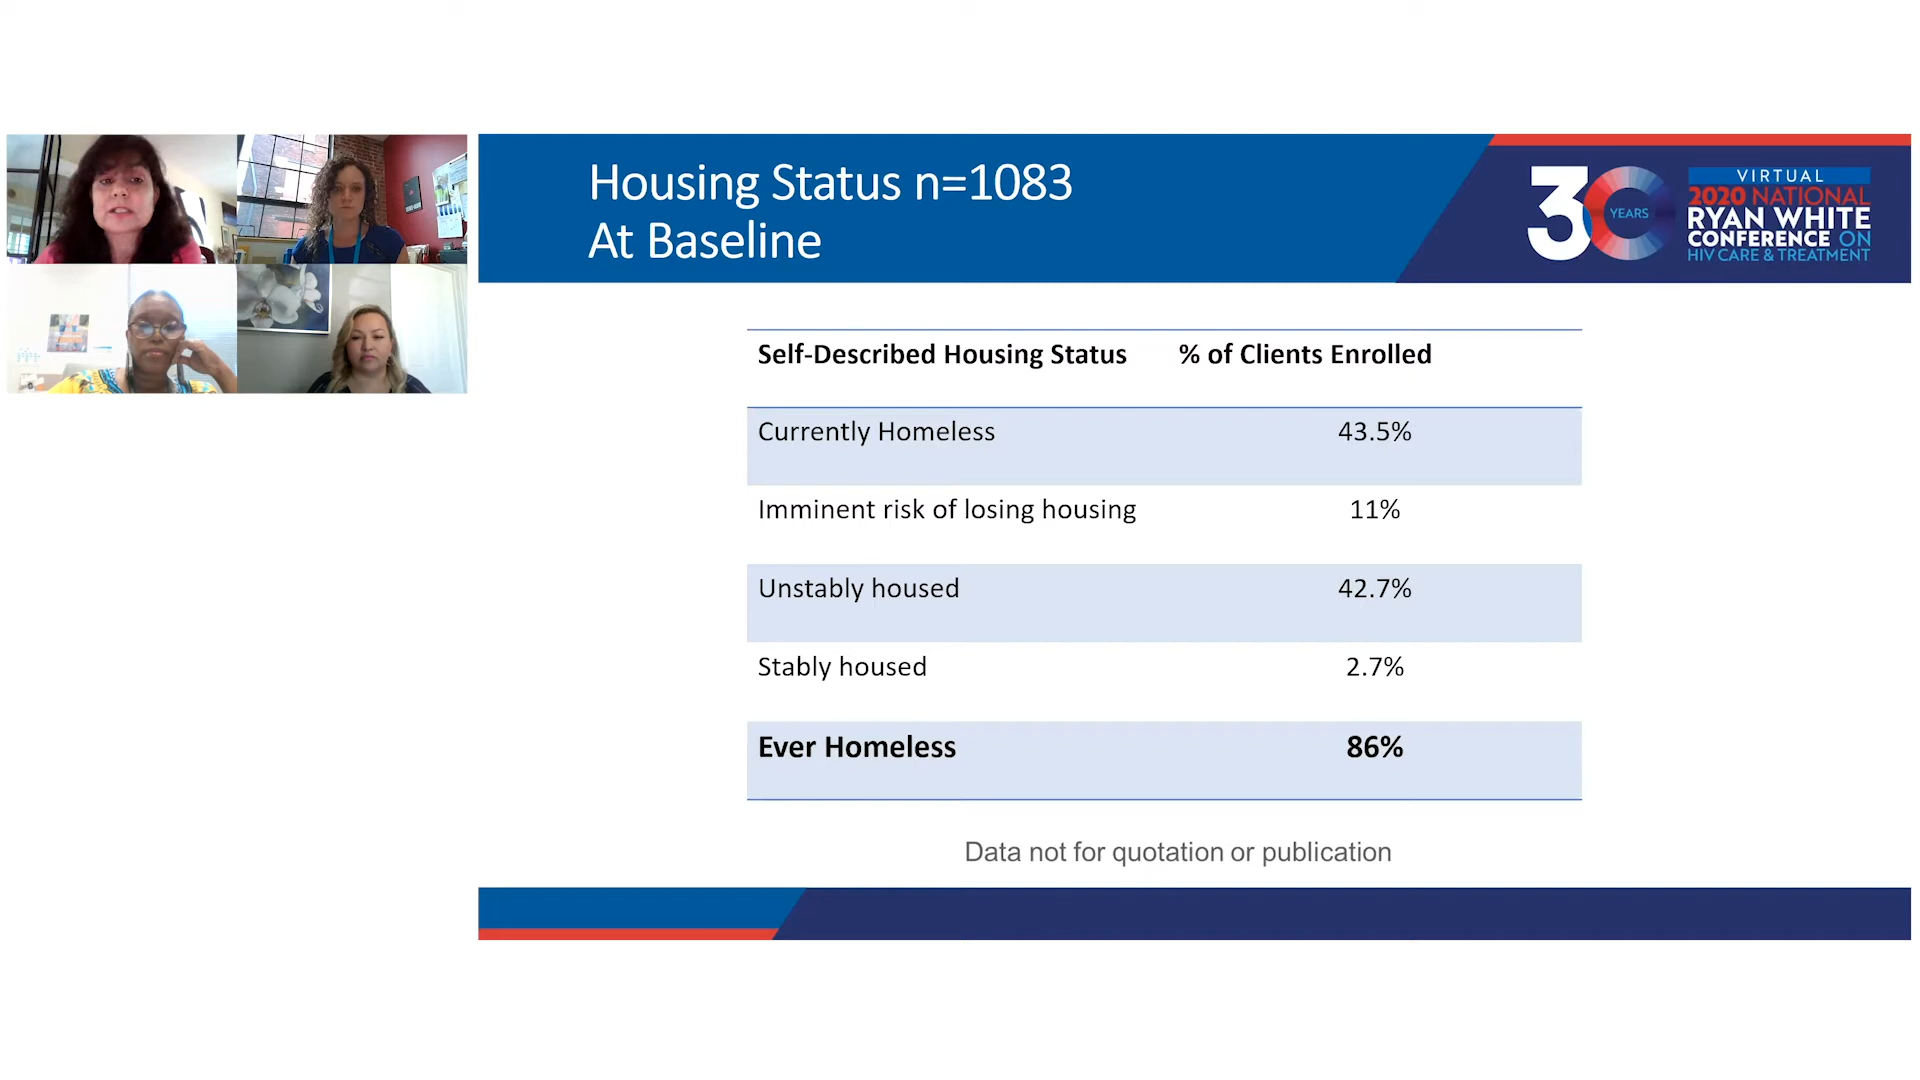 Housing Status n=1083
At Baseline
30 YEARS
VIRTUAL
2020 NATIONAL
RYAN WHITE
CONFERENCE ON
HIV CARE & TREATMENT
Self-Described Housing Status % of Clients Enrolled
Currently Homeless 43.5%
Imminent risk of losing housing 11%
Unstably housed 42.7%
Stably housed 2.7%
Ever Homeless 86%
Data not for quotation or publication